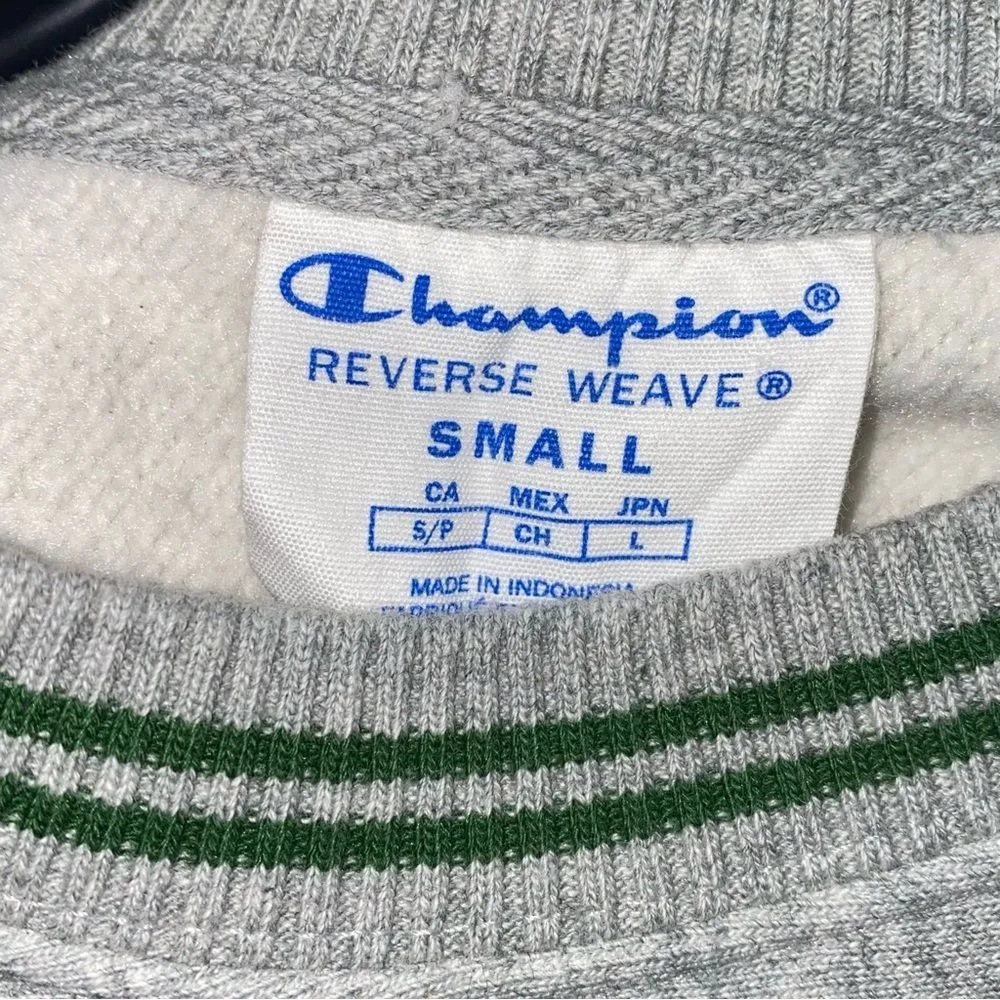 Champion®
REVERSE WEAVE®
SMALL
CA MEX JPN
S/P CH L
MADE IN INDONESIA